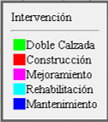 Intervención
Doble Calzada
Construcción
Mejoramiento
Rehabilitación
Mantenimiento